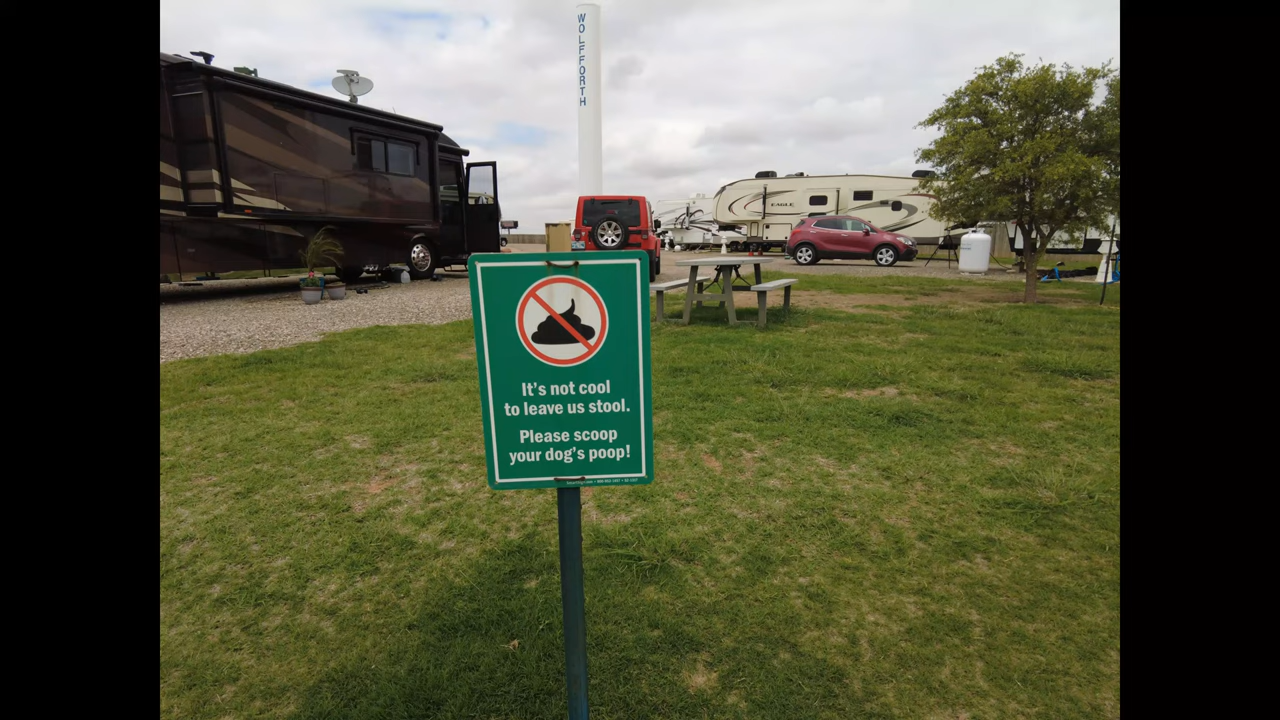 WOLFFORTH
EAGLE
It's not cool
to leave us stool.
Please scoop
your dog's poop!